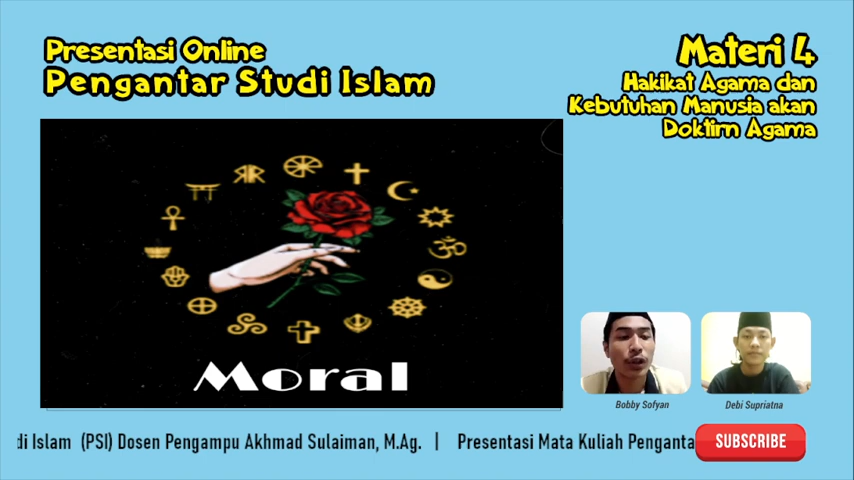 Presentasi Online
Pengantar Studi Islam
Materi 4
Hakikat Agama dan
Kebutuhan Manusia akan
Doktirn Agama
Moral
Bobby Sofyan
Debi Supriatna
di Islam (PSI) Dosen Pengampu Akhmad Sulaiman, M.Ag. | Presentasi Mata Kuliah Penganta
SUBSCRIBE